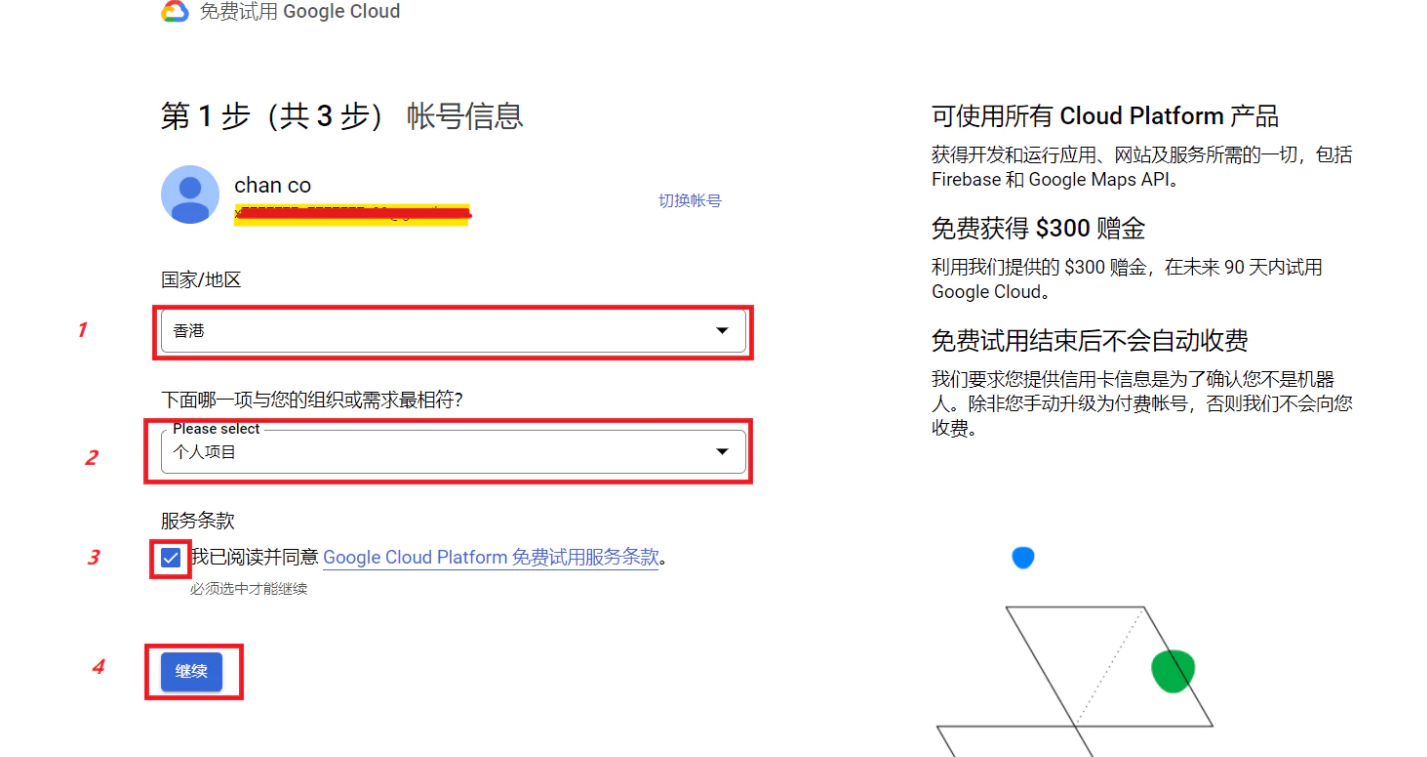 免费试用 Google Cloud
第 1 步（共 3 步） 帐号信息
chan co
切换帐号
国家/地区
1
香港
下面哪一项与您的组织或需求最相符?
Please select
2
个人项目
服务条款
3
我已阅读并同意 Google Cloud Platform 免费试用服务条款。
必须选中才能继续
4
继续
可使用所有 Cloud Platform 产品
获得开发和运行应用、网站及服务所需的一切，包括
Firebase 和 Google Maps API。
免费获得 $300 赠金
利用我们提供的 $300 赠金，在未来 90 天内试用
Google Cloud。
免费试用结束后不会自动收费
我们要求您提供信用卡信息是为了确认您不是机器
人。除非您手动升级为付费帐号，否则我们不会向您
收费。